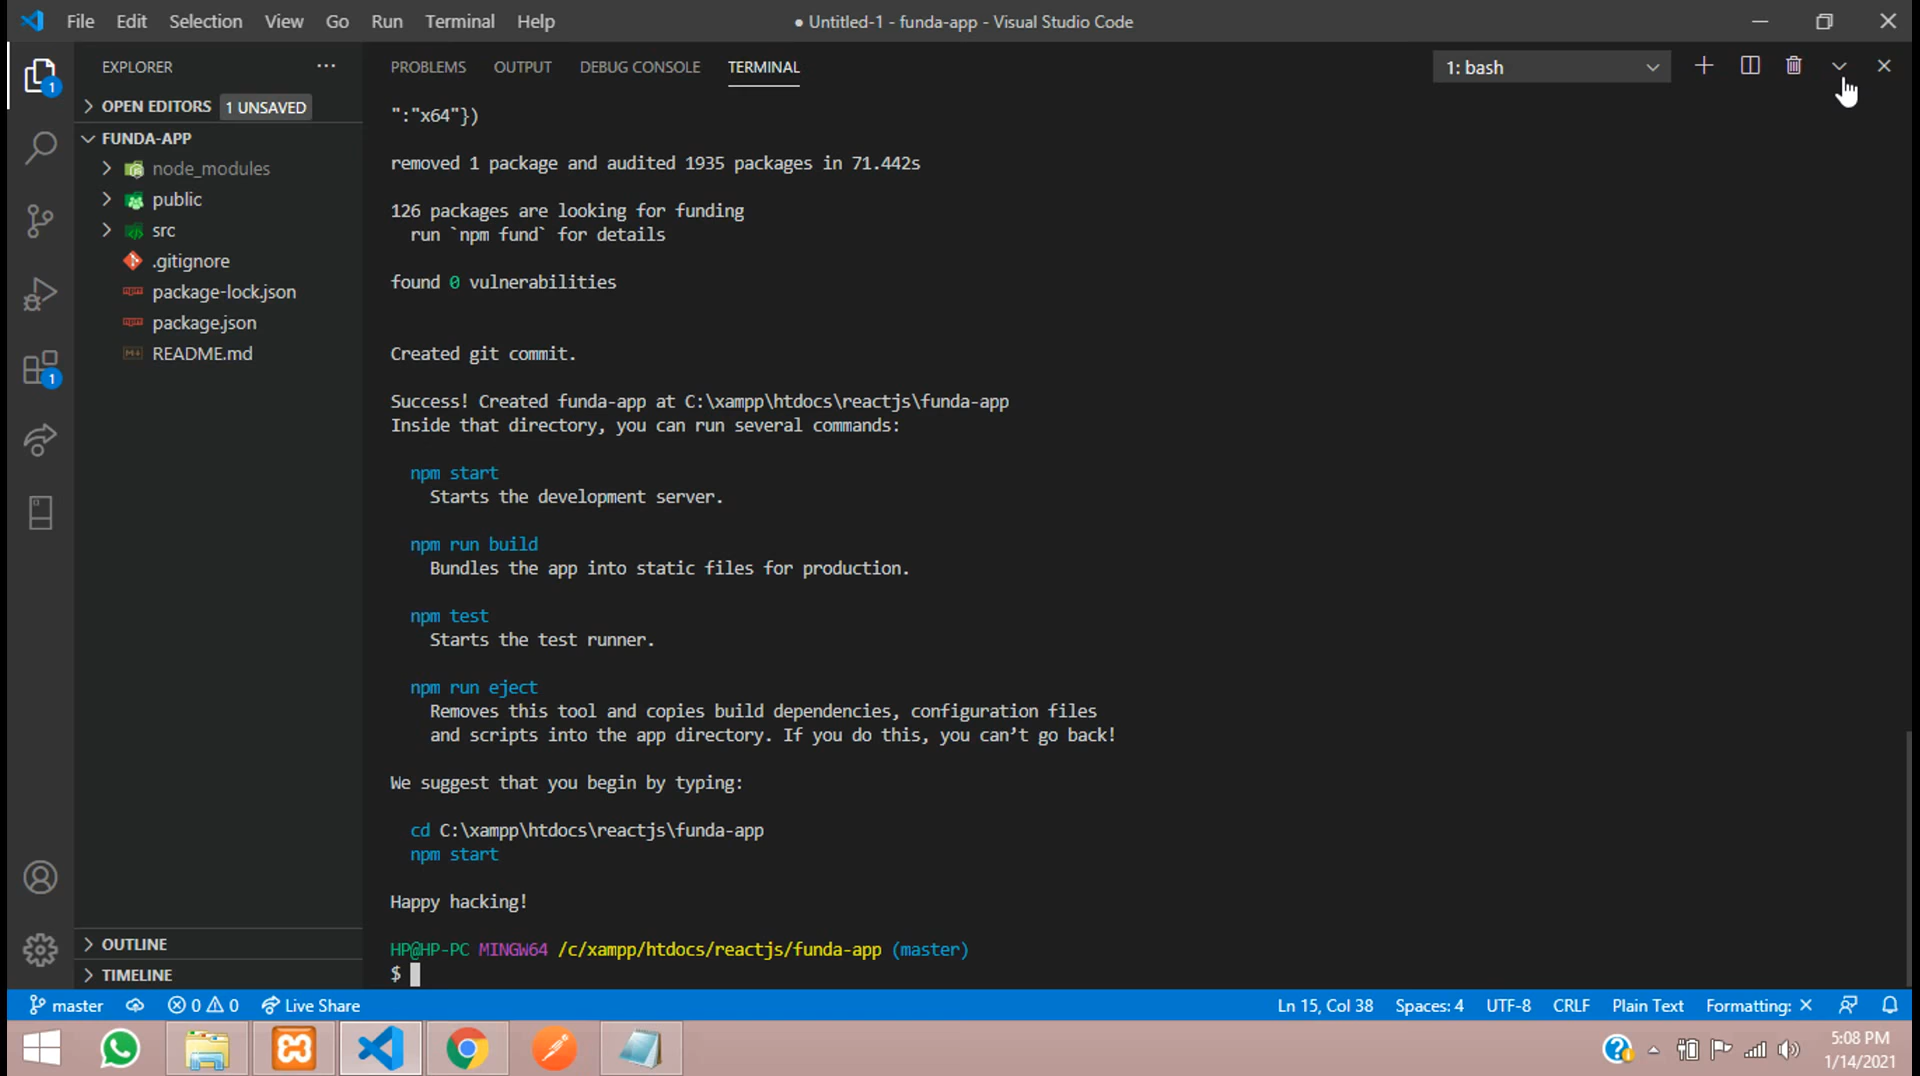 File Edit Selection View Go Run Terminal Help
● Untitled-1 - funda-app - Visual Studio Code
EXPLORER
OPEN EDITORS 1 UNSAVED
FUNDA-APP
node_modules
public
src
.gitignore
package-lock.json
package.json
README.md
OUTLINE
TIMELINE
1
1
PROBLEMS OUTPUT DEBUG CONSOLE TERMINAL
1: bash
":"x64"})
removed 1 package and audited 1935 packages in 71.442s
126 packages are looking for funding
run `npm fund` for details
found 0 vulnerabilities
Created git commit.
Success! Created funda-app at C:\xampp\htdocs\reactjs\funda-app
Inside that directory, you can run several commands:
npm start
Starts the development server.
npm run build
Bundles the app into static files for production.
npm test
Starts the test runner.
npm run eject
Removes this tool and copies build dependencies, configuration files
and scripts into the app directory. If you do this, you can’t go back!
We suggest that you begin by typing:
cd C:\xampp\htdocs\reactjs\funda-app
npm start
Happy hacking!
HP@HP-PC MINGW64 /c/xampp/htdocs/reactjs/funda-app (master)
$
master 0 0 Live Share
Ln 15, Col 38 Spaces: 4 UTF-8 CRLF Plain Text Formatting: ×
5:08 PM
1/14/2021